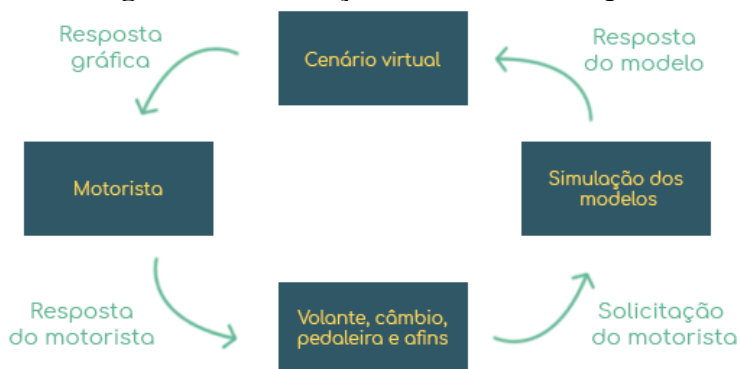 Resposta
gráfica
Cenário virtual
Resposta
do modelo
Motorista
Simulação dos
modelos
Resposta
do motorista
Volante, câmbio,
pedaleira e afins
Solicitação
do motorista